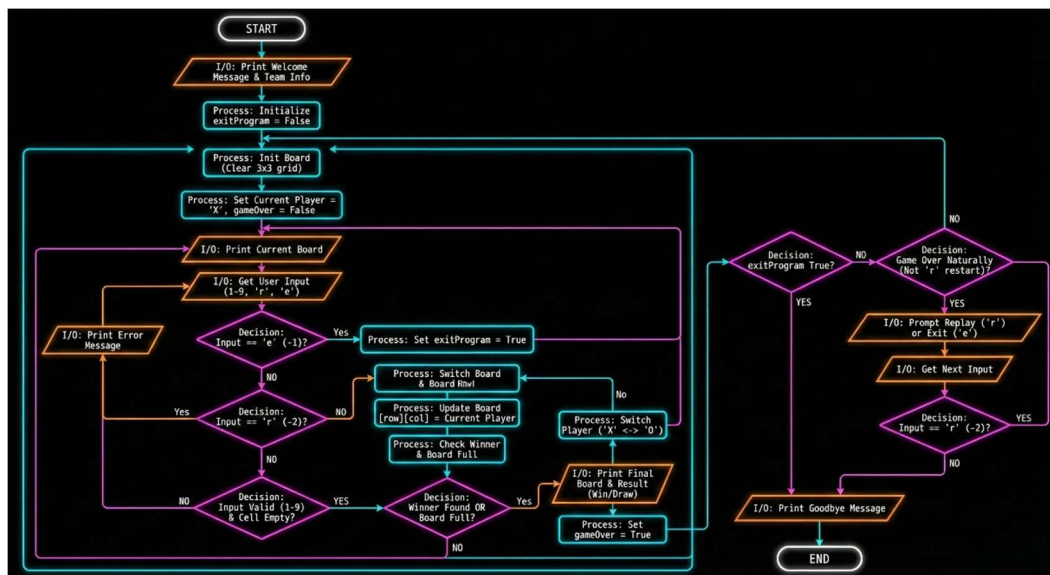 START
I/O: Print Welcome
Message & Team Info
Process: Initialize
exitProgram = False
Process: Init Board
(Clear 3x3 grid)
Process: Set Current Player =
'X', gameOver = False
I/O: Print Current Board
I/O: Get User Input
(1-9, 'r', 'e')
I/O: Print Error
Message
Decision:
Input == 'e' (-1)?
Yes
Process: Set exitProgram = True
NO
Decision:
Input == 'r' (-2)?
Yes
NO
Process: Switch Board
& Board
Process: Update Board
[row][col] = Current Player
Process: Check Winner
& Board Full
No
Process: Switch
Player ('X' <-> 'O')
NO
Decision:
Input Valid (1-9)
& Cell Empty?
NO
YES
Decision:
Winner Found OR
Board Full?
Yes
NO
I/O: Print Final
Board & Result
(Win/Draw)
Process: Set
gameOver = True
Decision:
exitProgram True?
NO
YES
NO
Decision:
Game Over Naturally
(Not 'r' restart)?
YES
I/O: Prompt Replay ('r')
or Exit ('e')
I/O: Get Next Input
Decision:
Input == 'r' (-2)?
YES
NO
I/O: Print Goodbye Message
END